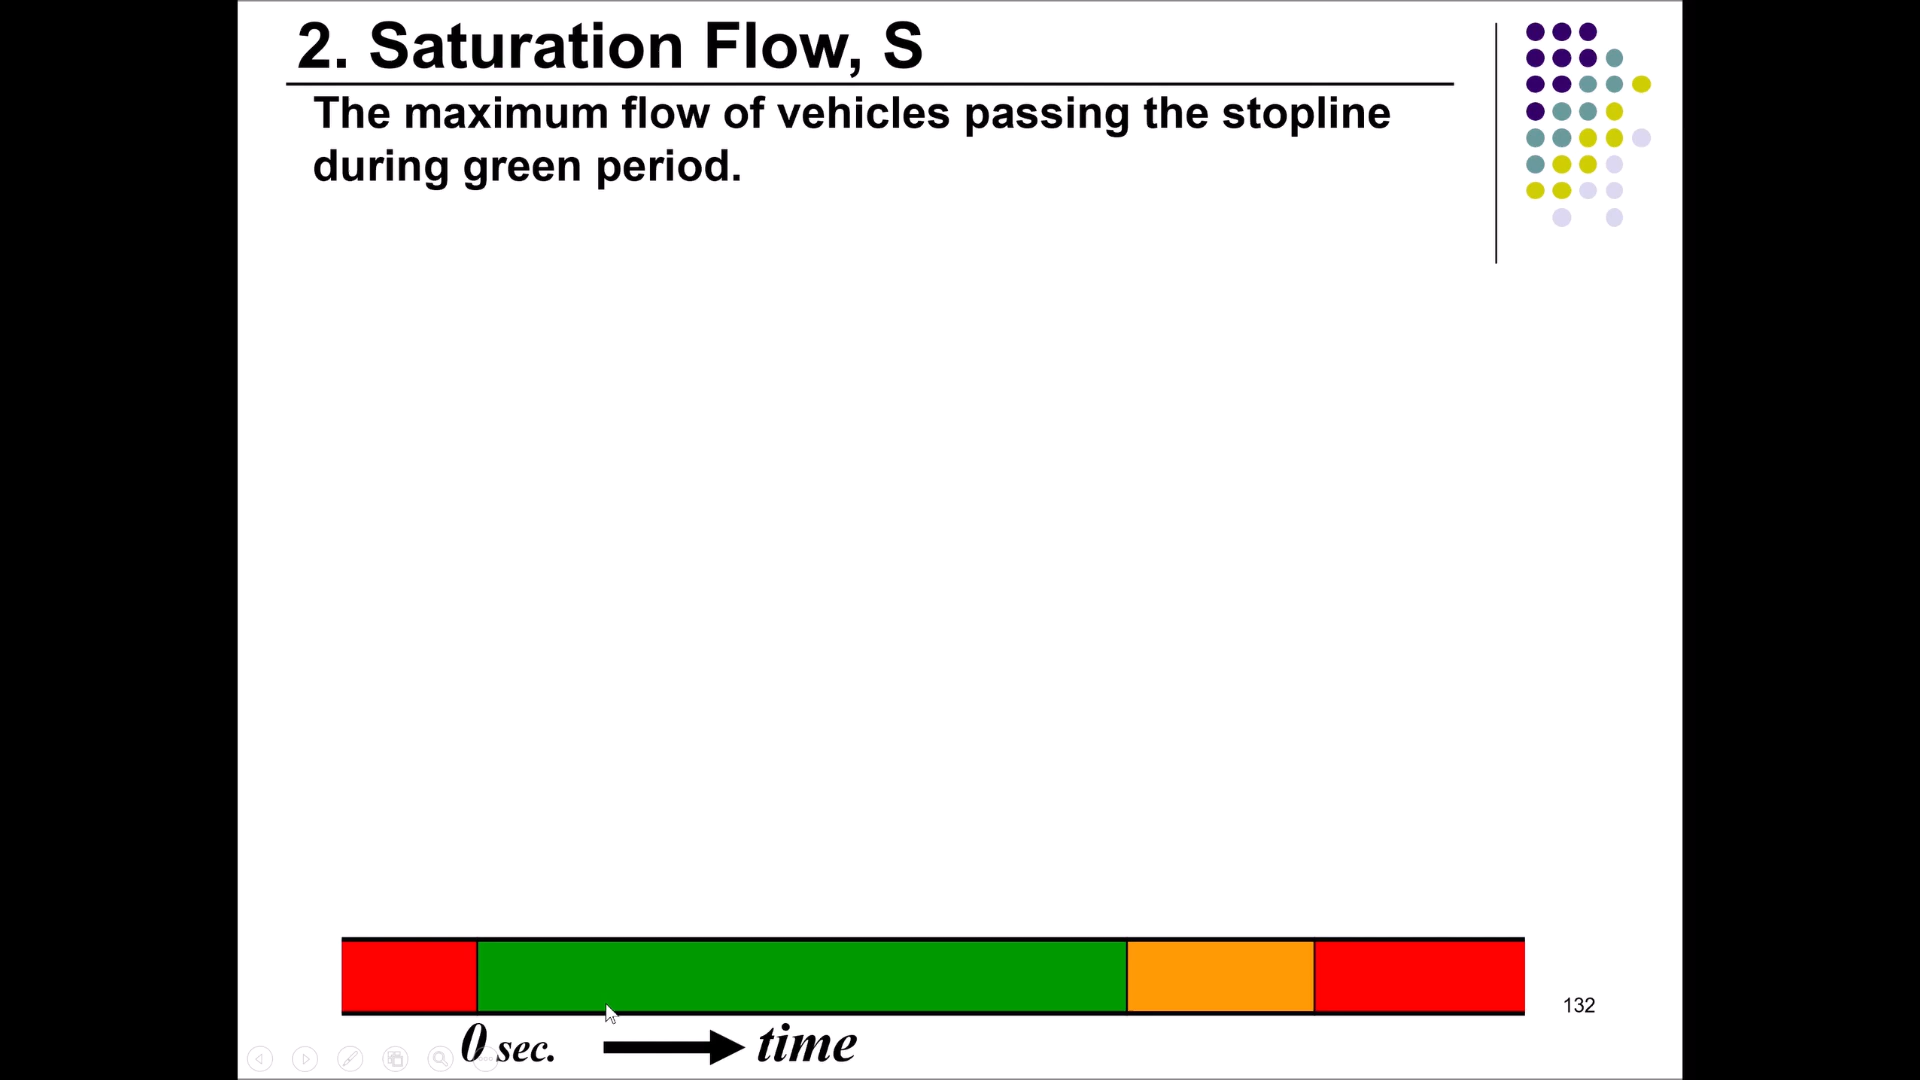 2. Saturation Flow, S
The maximum flow of vehicles passing the stopline
during green period.
132
0 sec.
time